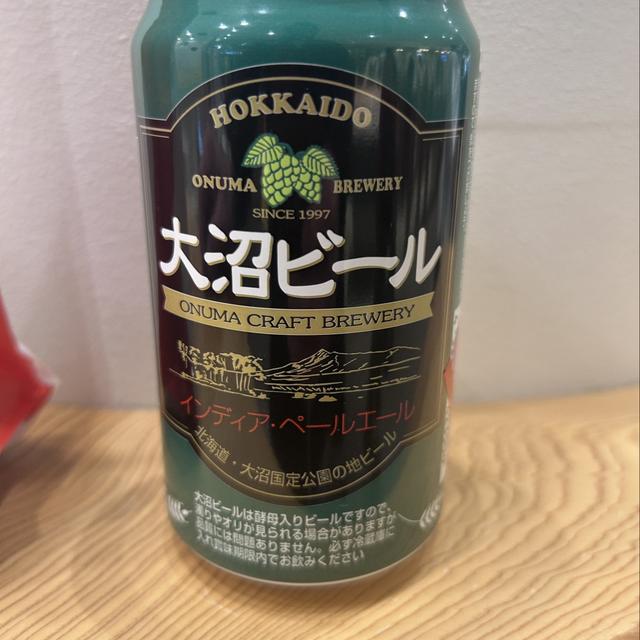 HOKKAIDO
ONUMA BREWERY
SINCE 1997
大沼ビール
ONUMA CRAFT BREWERY
インディア・ペールエール
北海道・大沼国定公園の地ビール
大沼ビールは酵母入りビールですので、
濁りやオリが見られる場合がありますが
品質には問題ありません。必ず冷蔵庫に
入れ賞味期限内でお飲みください